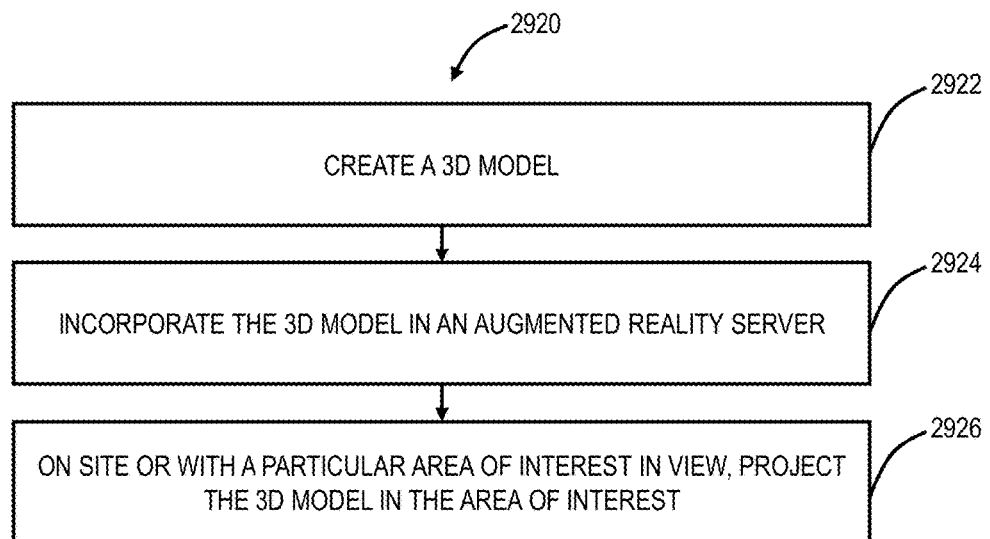 2920
2922
CREATE A 3D MODEL
2924
INCORPORATE THE 3D MODEL IN AN AUGMENTED REALITY SERVER
2926
ON SITE OR WITH A PARTICULAR AREA OF INTEREST IN VIEW, PROJECT
THE 3D MODEL IN THE AREA OF INTEREST